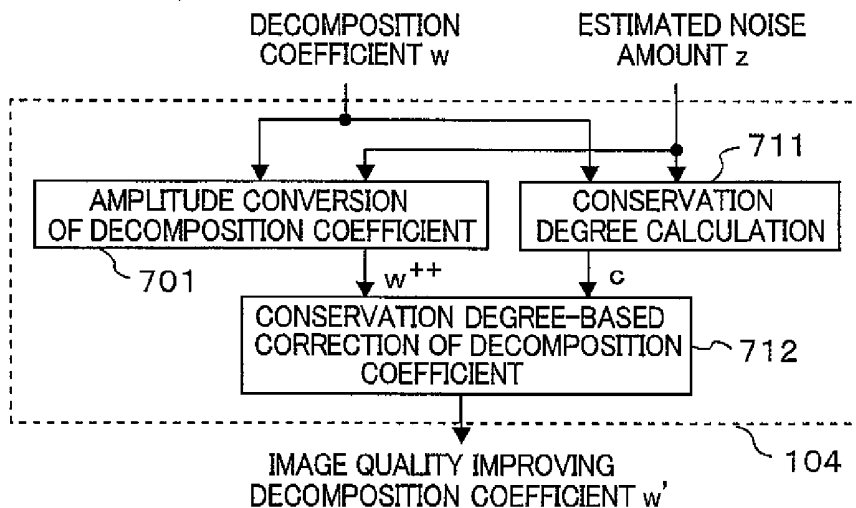 DECOMPOSITION
COEFFICIENT w
ESTIMATED NOISE
AMOUNT z
711
AMPLITUDE CONVERSION
OF DECOMPOSITION COEFFICIENT
CONSERVATION
DEGREE CALCULATION
701
w++
c
CONSERVATION DEGREE-BASED
CORRECTION OF DECOMPOSITION
COEFFICIENT
712
104
IMAGE QUALITY IMPROVING
DECOMPOSITION COEFFICIENT w'